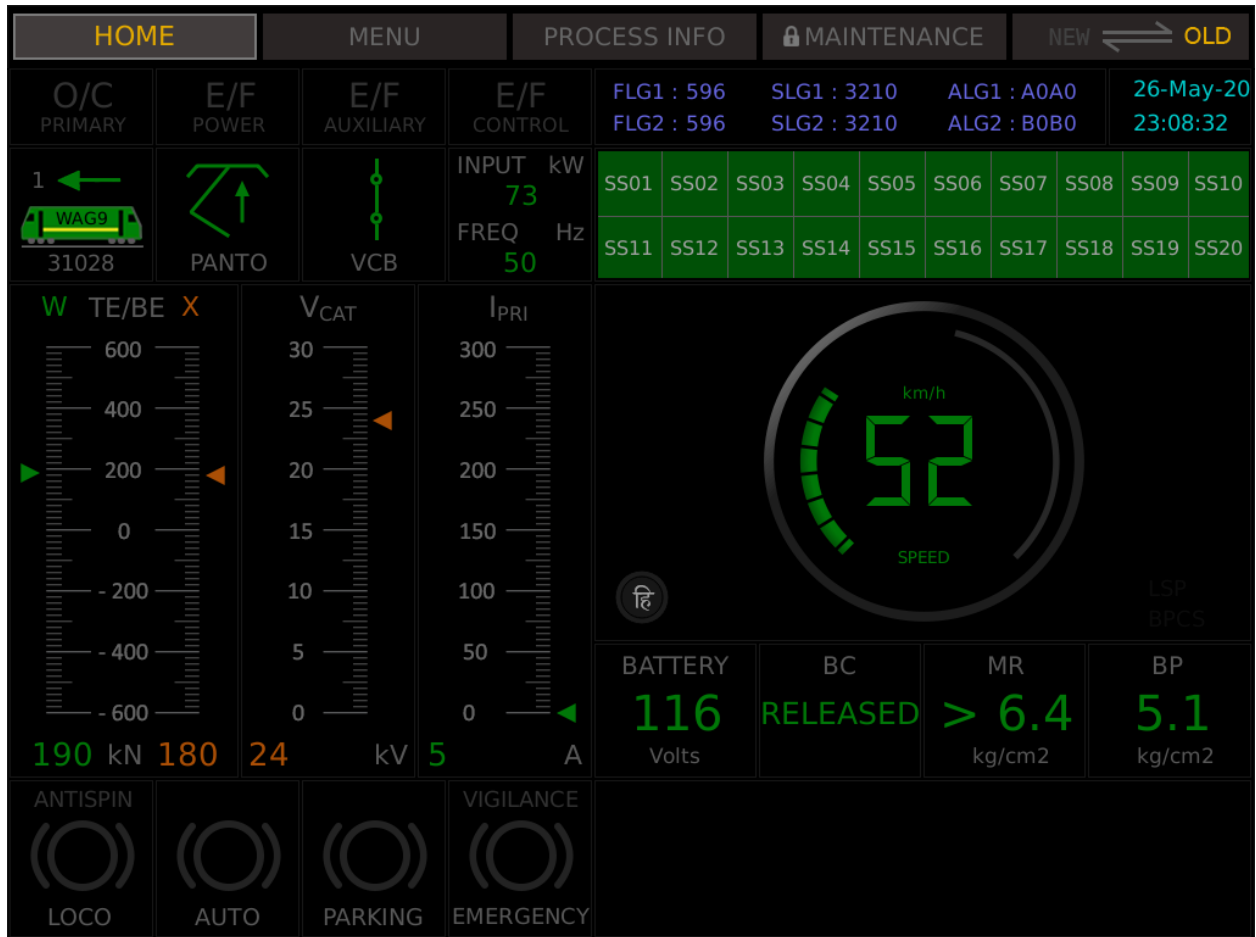 HOME MENU PROCESS INFO MAINTENANCE NEW OLD
O/C E/F E/F E/F
PRIMARY POWER AUXILIARY CONTROL
FLG1 : 596 SLG1 : 3210 ALG1 : A0A0
FLG2 : 596 SLG2 : 3210 ALG2 : B0B0
26-May-20
23:08:32
1
WAG9
31028
PANTO
VCB
INPUT kW
73
FREQ Hz
50
SS01 SS02 SS03 SS04 SS05 SS06 SS07 SS08 SS09 SS10
SS11 SS12 SS13 SS14 SS15 SS16 SS17 SS18 SS19 SS20
W TE/BE X
600
400
200
0
- 200
- 400
- 600
190 kN 180
VCAT
30
25
20
15
10
5
0
24 kV
IPRI
300
250
200
150
100
50
0
5 A
km/h
52
SPEED
हि
LSP
BPCS
BATTERY
116
Volts
BC
RELEASED
MR
> 6.4
kg/cm2
BP
5.1
kg/cm2
ANTISPIN VIGILANCE
LOCO AUTO PARKING EMERGENCY